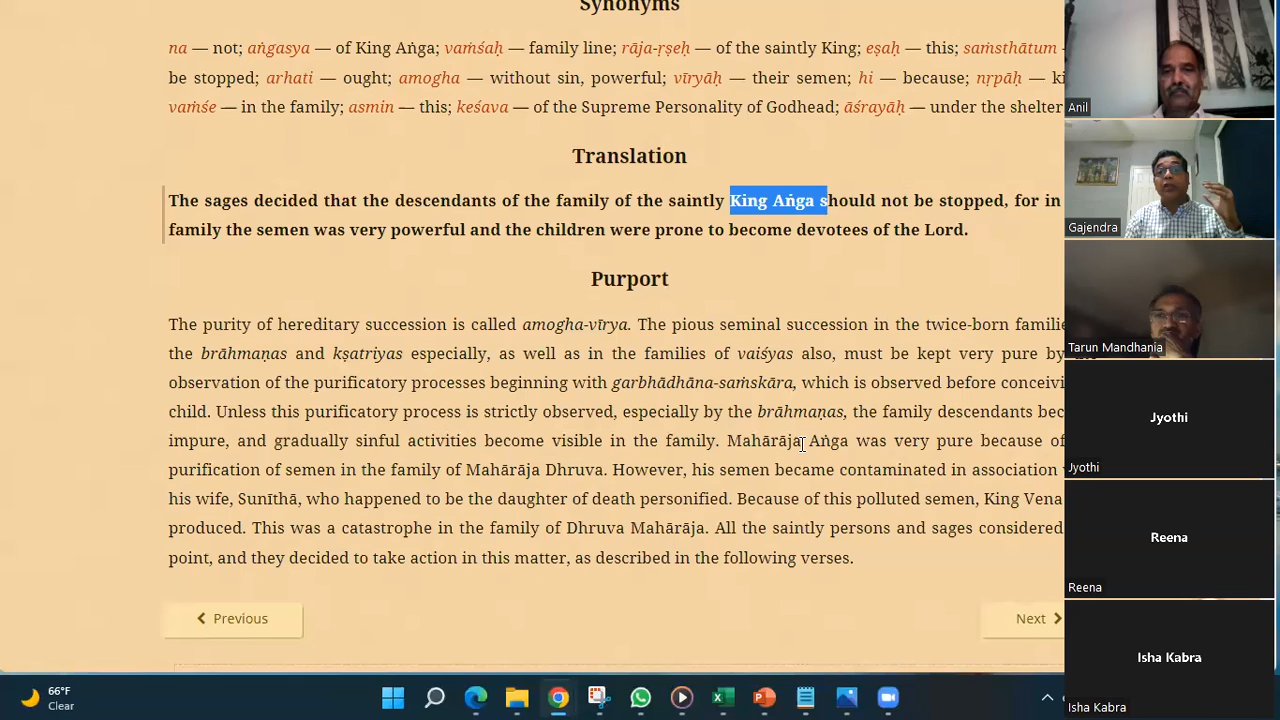 Synonyms
na — not; aṅgasya — of King Aṅga; vaṁśaḥ — family line; rāja-ṛṣeḥ — of the saintly King; eṣaḥ — this; saṁsthātum
be stopped; arhati — ought; amogha — without sin, powerful; vīryāḥ — their semen; hi — because; nṛpāḥ — ki
vaṁśe — in the family; asmin — this; keśava — of the Supreme Personality of Godhead; āśrayāḥ — under the shelter
Translation
The sages decided that the descendants of the family of the saintly King Aṅga should not be stopped, for in
family the semen was very powerful and the children were prone to become devotees of the Lord.
Purport
The purity of hereditary succession is called amogha-vīrya. The pious seminal succession in the twice-born familie
the brāhmaṇas and kṣatriyas especially, as well as in the families of vaiśyas also, must be kept very pure by
observation of the purificatory processes beginning with garbhādhāna-saṁskāra, which is observed before conceivi
child. Unless this purificatory process is strictly observed, especially by the brāhmaṇas, the family descendants bec
impure, and gradually sinful activities become visible in the family. Mahārāja Aṅga was very pure because of
purification of semen in the family of Mahārāja Dhruva. However, his semen became contaminated in association
his wife, Sunīthā, who happened to be the daughter of death personified. Because of this polluted semen, King Vena
produced. This was a catastrophe in the family of Dhruva Mahārāja. All the saintly persons and sages considered
point, and they decided to take action in this matter, as described in the following verses.
Previous
Next
Anil
Gajendra
Tarun Mandhania
Jyothi
Jyothi
Reena
Reena
Isha Kabra
Isha Kabra
66°F
Clear